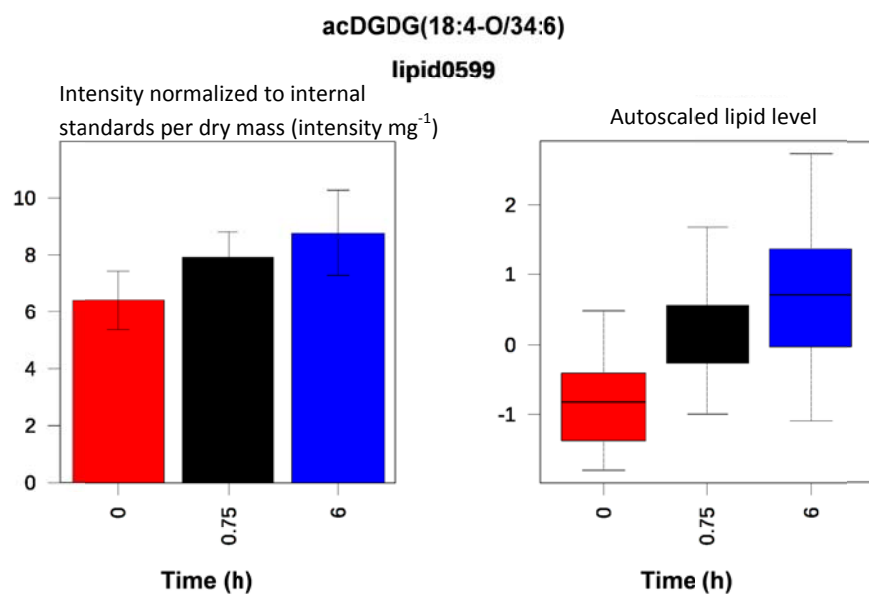 acDGDG(18:4-O/34:6)
lipid0599
Intensity normalized to internal
standards per dry mass (intensity mg⁻¹)
10
8
6
4
2
0
0
0.75
6
Time (h)
Autoscaled lipid level
2
1
0
-1
0
0.75
6
Time (h)